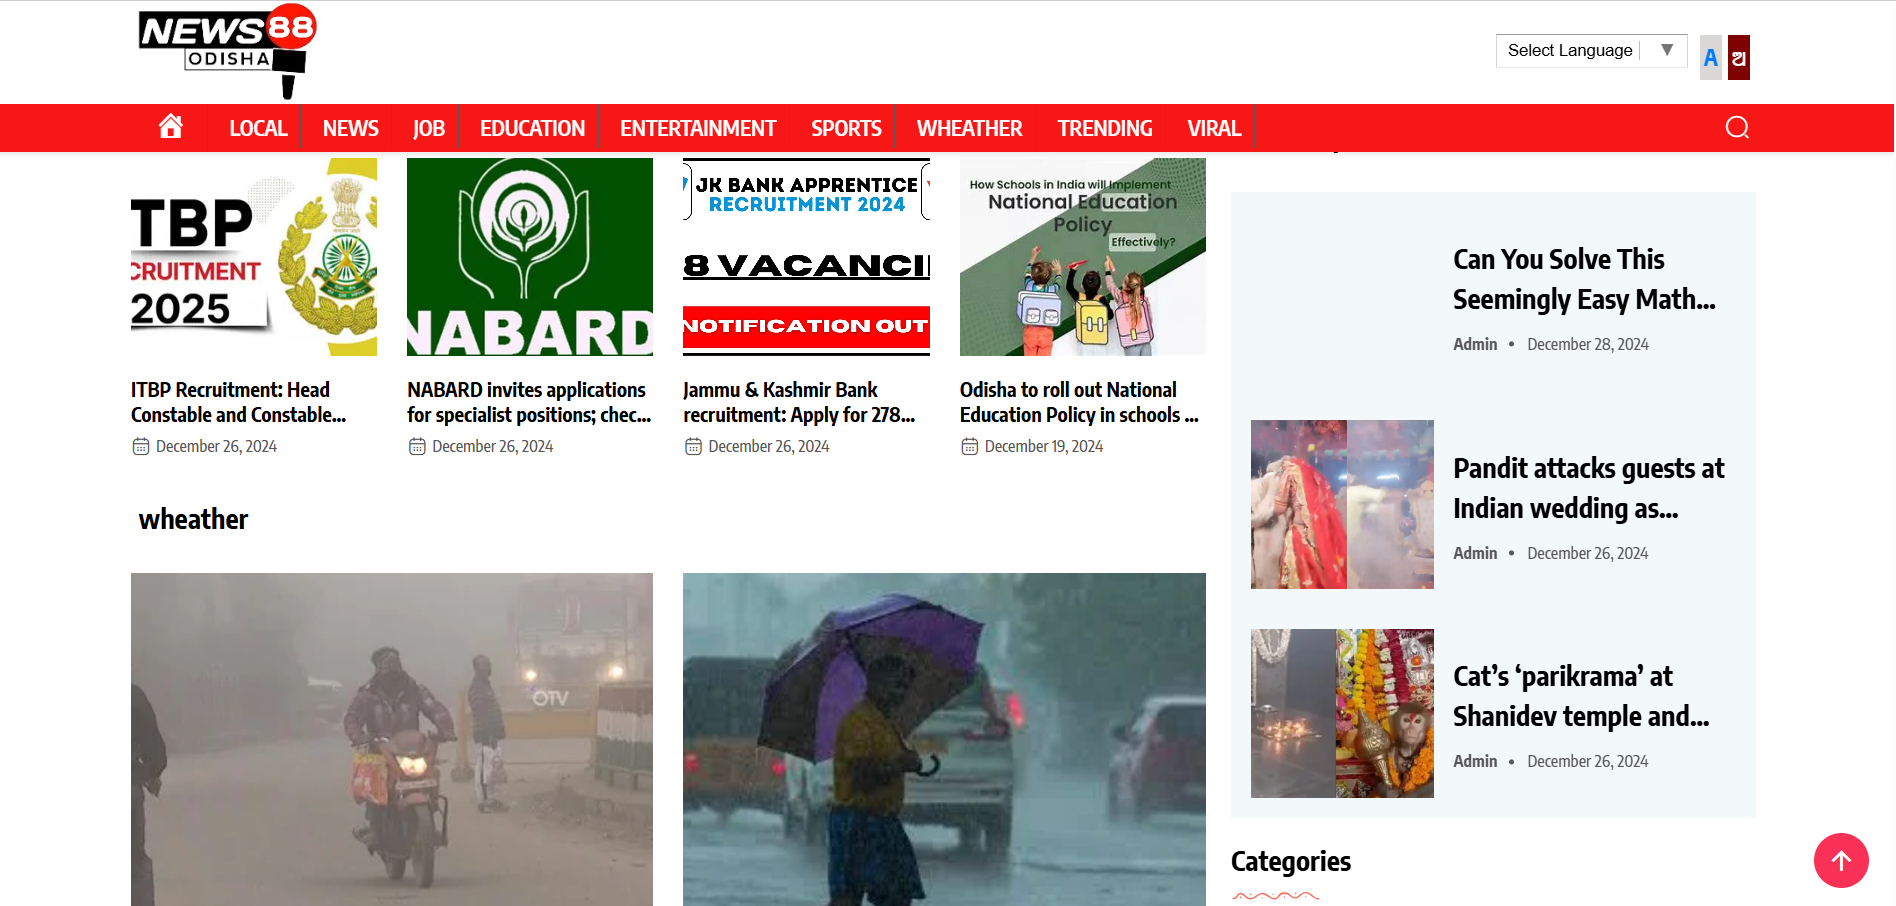 NEWS 88
ODISHA
Select Language ▼
A ଅ
LOCAL NEWS JOB EDUCATION ENTERTAINMENT SPORTS WHEATHER TRENDING VIRAL
TBP
CRUITMENT
2025
NABARD
JK BANK APPRENTICE
RECRUITMENT 2024
8 VACANCI
NOTIFICATION OUT
How Schools in India will Implement
National Education
Policy
Effectively?
ITBP Recruitment: Head
Constable and Constable...
December 26, 2024
NABARD invites applications
for specialist positions; chec...
December 26, 2024
Jammu & Kashmir Bank
recruitment: Apply for 278...
December 26, 2024
Odisha to roll out National
Education Policy in schools ...
December 19, 2024
wheather
OTV
Can You Solve This
Seemingly Easy Math...
Admin • December 28, 2024
Pandit attacks guests at
Indian wedding as...
Admin • December 26, 2024
Cat’s ‘parikrama’ at
Shanidev temple and...
Admin • December 26, 2024
Categories